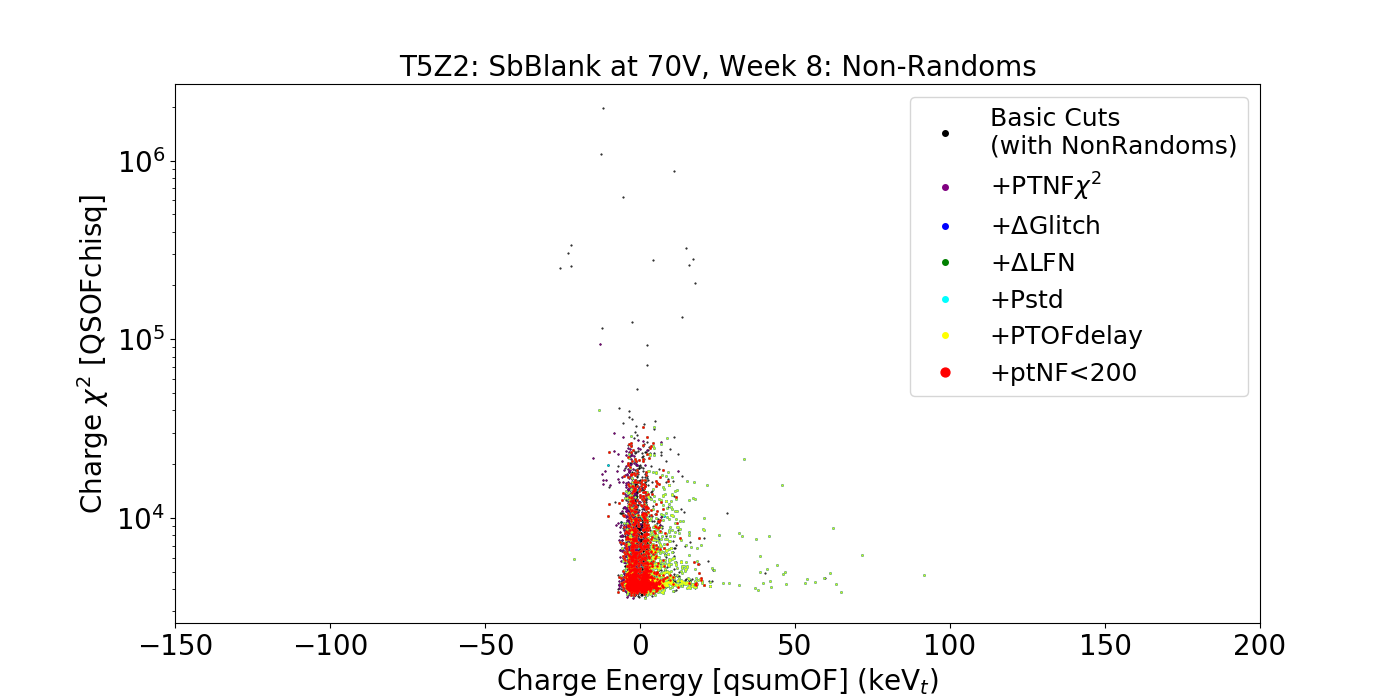 T5Z2: SbBlank at 70V, Week 8: Non-Randoms
Basic Cuts
(with NonRandoms)
+PTNFχ²
+ΔGlitch
+ΔLFN
+Pstd
+PTOFdelay
+ptNF<200
Charge χ² [QSOFchisq]
10⁶
10⁵
10⁴
−150
−100
−50
0
50
100
150
200
Charge Energy [qsumOF] (keVₜ)